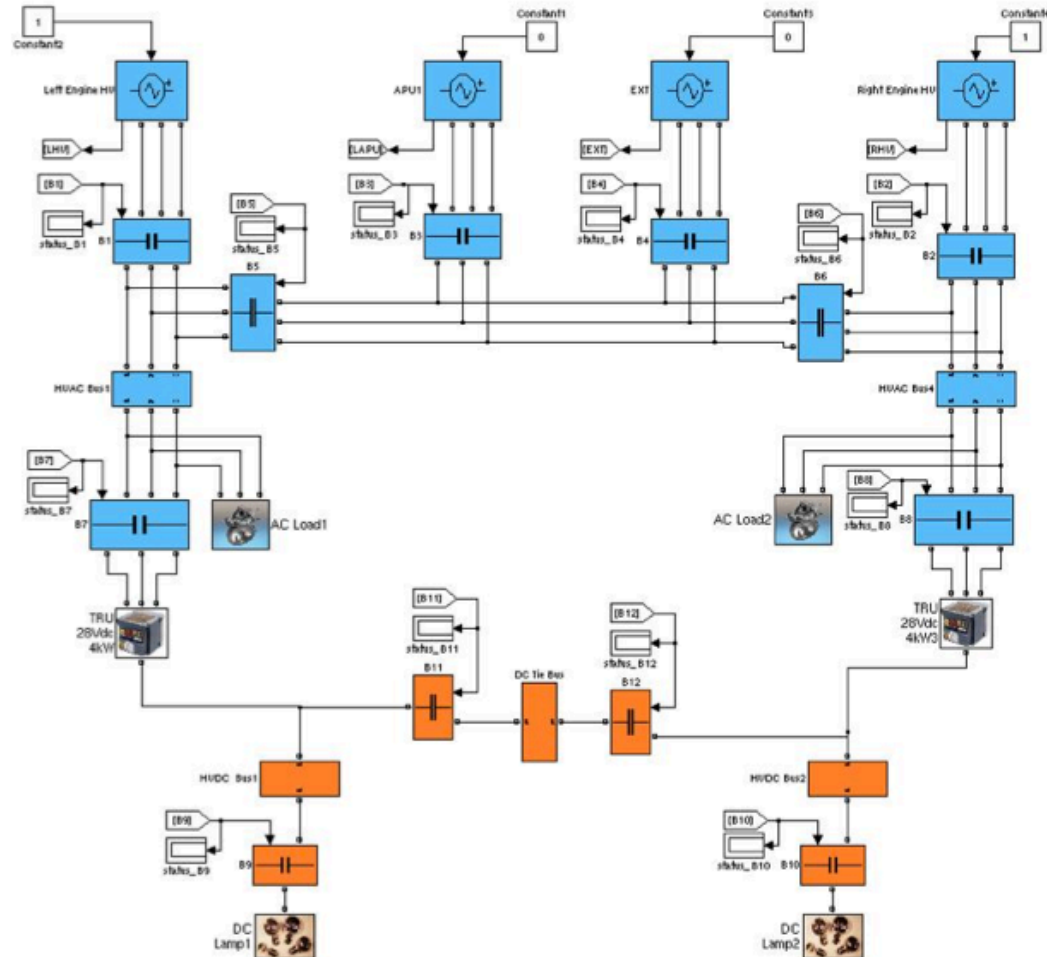 Constant1
Constant3
Constant4
1
0
0
1
Constant2
Left Engine HV
APU1
EXT
Right Engine HV
[LHV]
[LAPU]
[EXT]
[RHV]
[B1]
[B3]
[B4]
[B2]
[B5]
[B6]
status_B1
status_B5
status_B3
status_B4
status_B6
status_B2
B1
B3
B4
B2
B5
B6
HVAC Bus1
HVAC Bus4
[B7]
[B8]
status_B7
status_B8
B7
AC Load1
AC Load2
B8
TRU
28Vdc
4kW
[B11]
[B12]
TRU
28Vdc
4kW3
status_B11
status_B12
B11
DC Tie Bus
B12
HVDC Bus1
HVDC Bus2
[B9]
[B10]
status_B9
status_B10
B9
B10
DC
Lamp1
DC
Lamp2